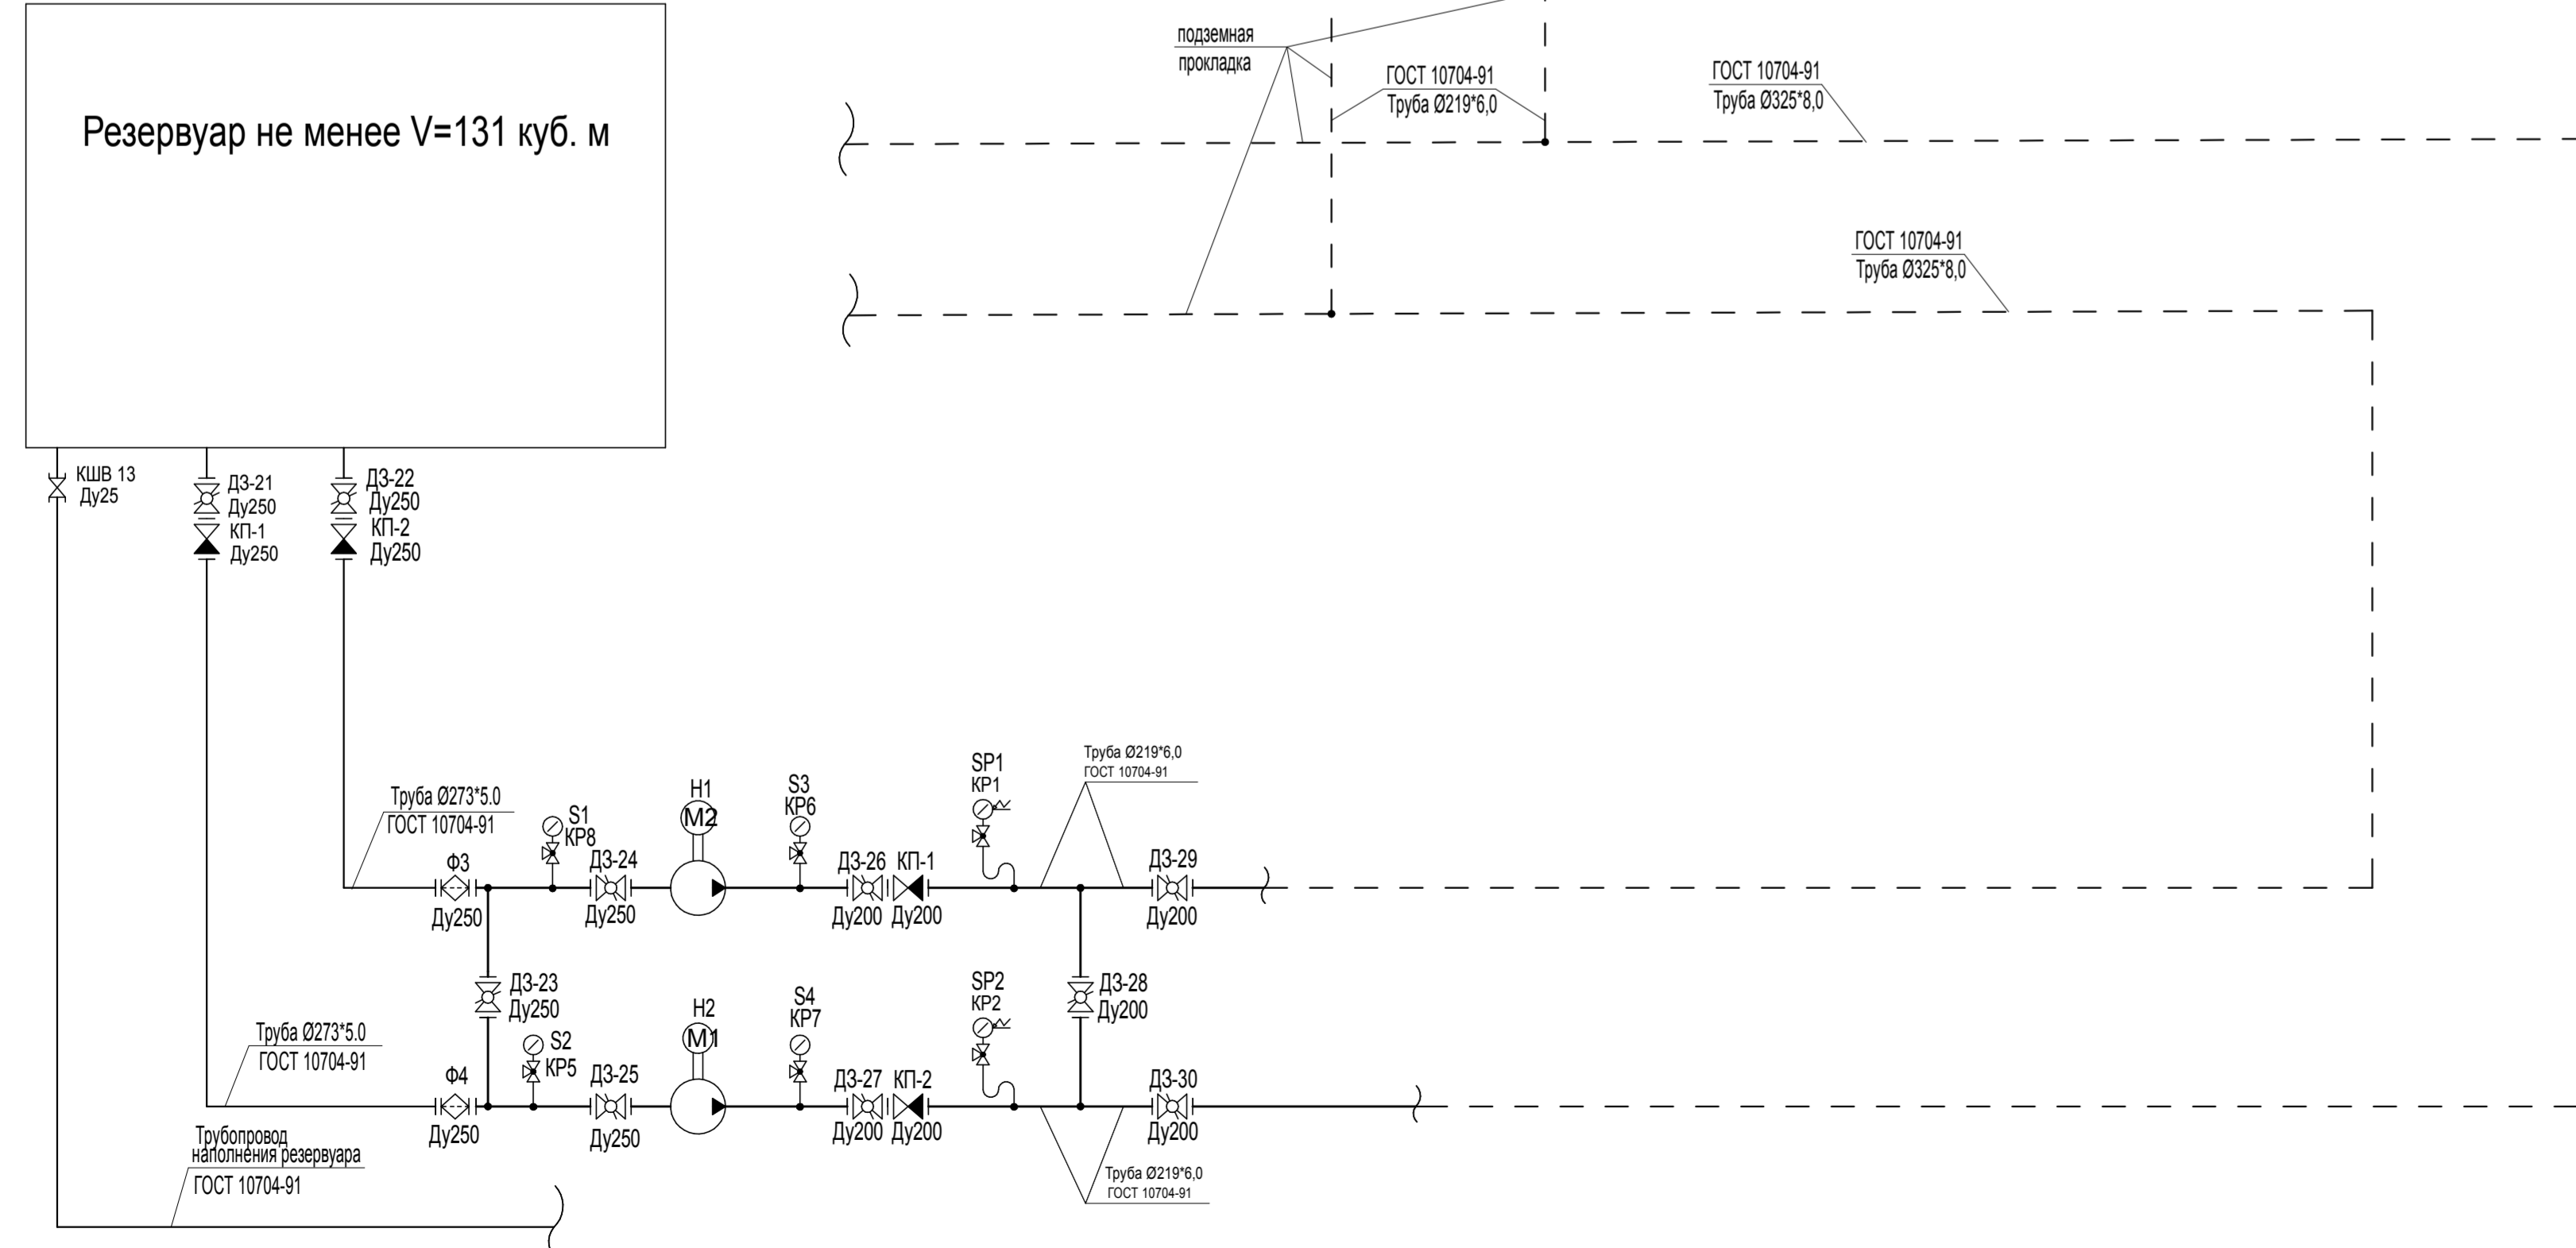 Резервуар не менее V=131 куб. м
подземная
прокладка
ГОСТ 10704-91
Труба Ø219*6,0
ГОСТ 10704-91
Труба Ø325*8,0
ГОСТ 10704-91
Труба Ø325*8,0
КШВ 13
Ду25
ДЗ-21
Ду250
КП-1
Ду250
ДЗ-22
Ду250
КП-2
Ду250
Труба Ø273*5.0
ГОСТ 10704-91
Ф3
Ду250
S1
КР8
ДЗ-24
Ду250
Н1
М2
S3
КР6
ДЗ-26
Ду200
КП-1
Ду200
SP1
КР1
Труба Ø219*6,0
ГОСТ 10704-91
ДЗ-29
Ду200
ДЗ-23
Ду250
ДЗ-28
Ду200
Труба Ø273*5.0
ГОСТ 10704-91
Ф4
Ду250
S2
КР5
ДЗ-25
Ду250
Н2
М1
S4
КР7
ДЗ-27
Ду200
КП-2
Ду200
SP2
КР2
ДЗ-30
Ду200
Труба Ø219*6,0
ГОСТ 10704-91
Трубопровод
наполнения резервуара
ГОСТ 10704-91